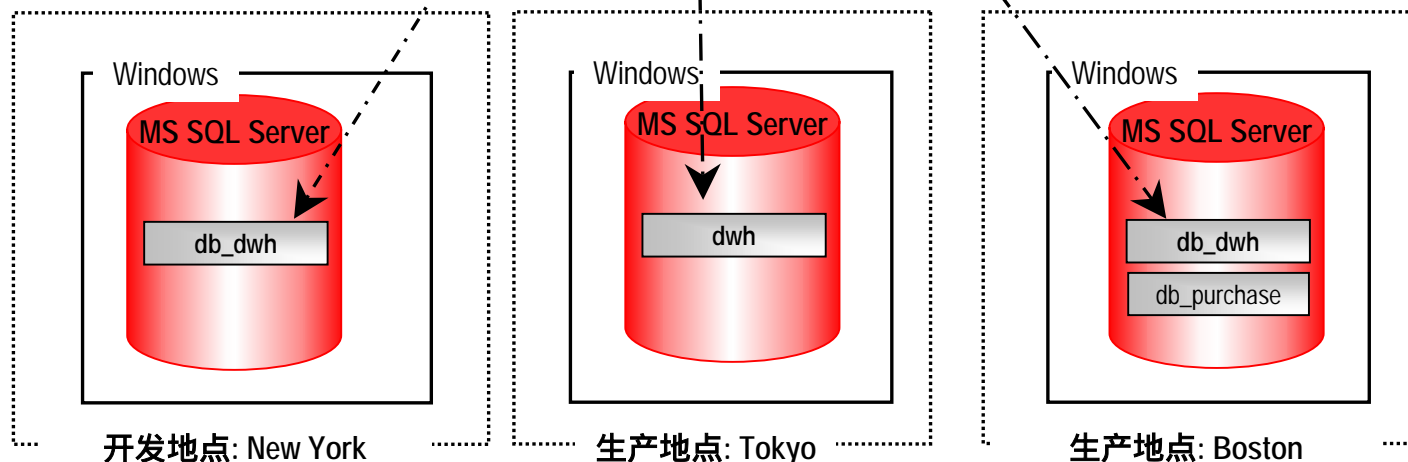 Windows
MS SQL Server
db_dwh
开发地点: New York
Windows
MS SQL Server
dwh
生产地点: Tokyo
Windows
MS SQL Server
db_dwh
db_purchase
生产地点: Boston